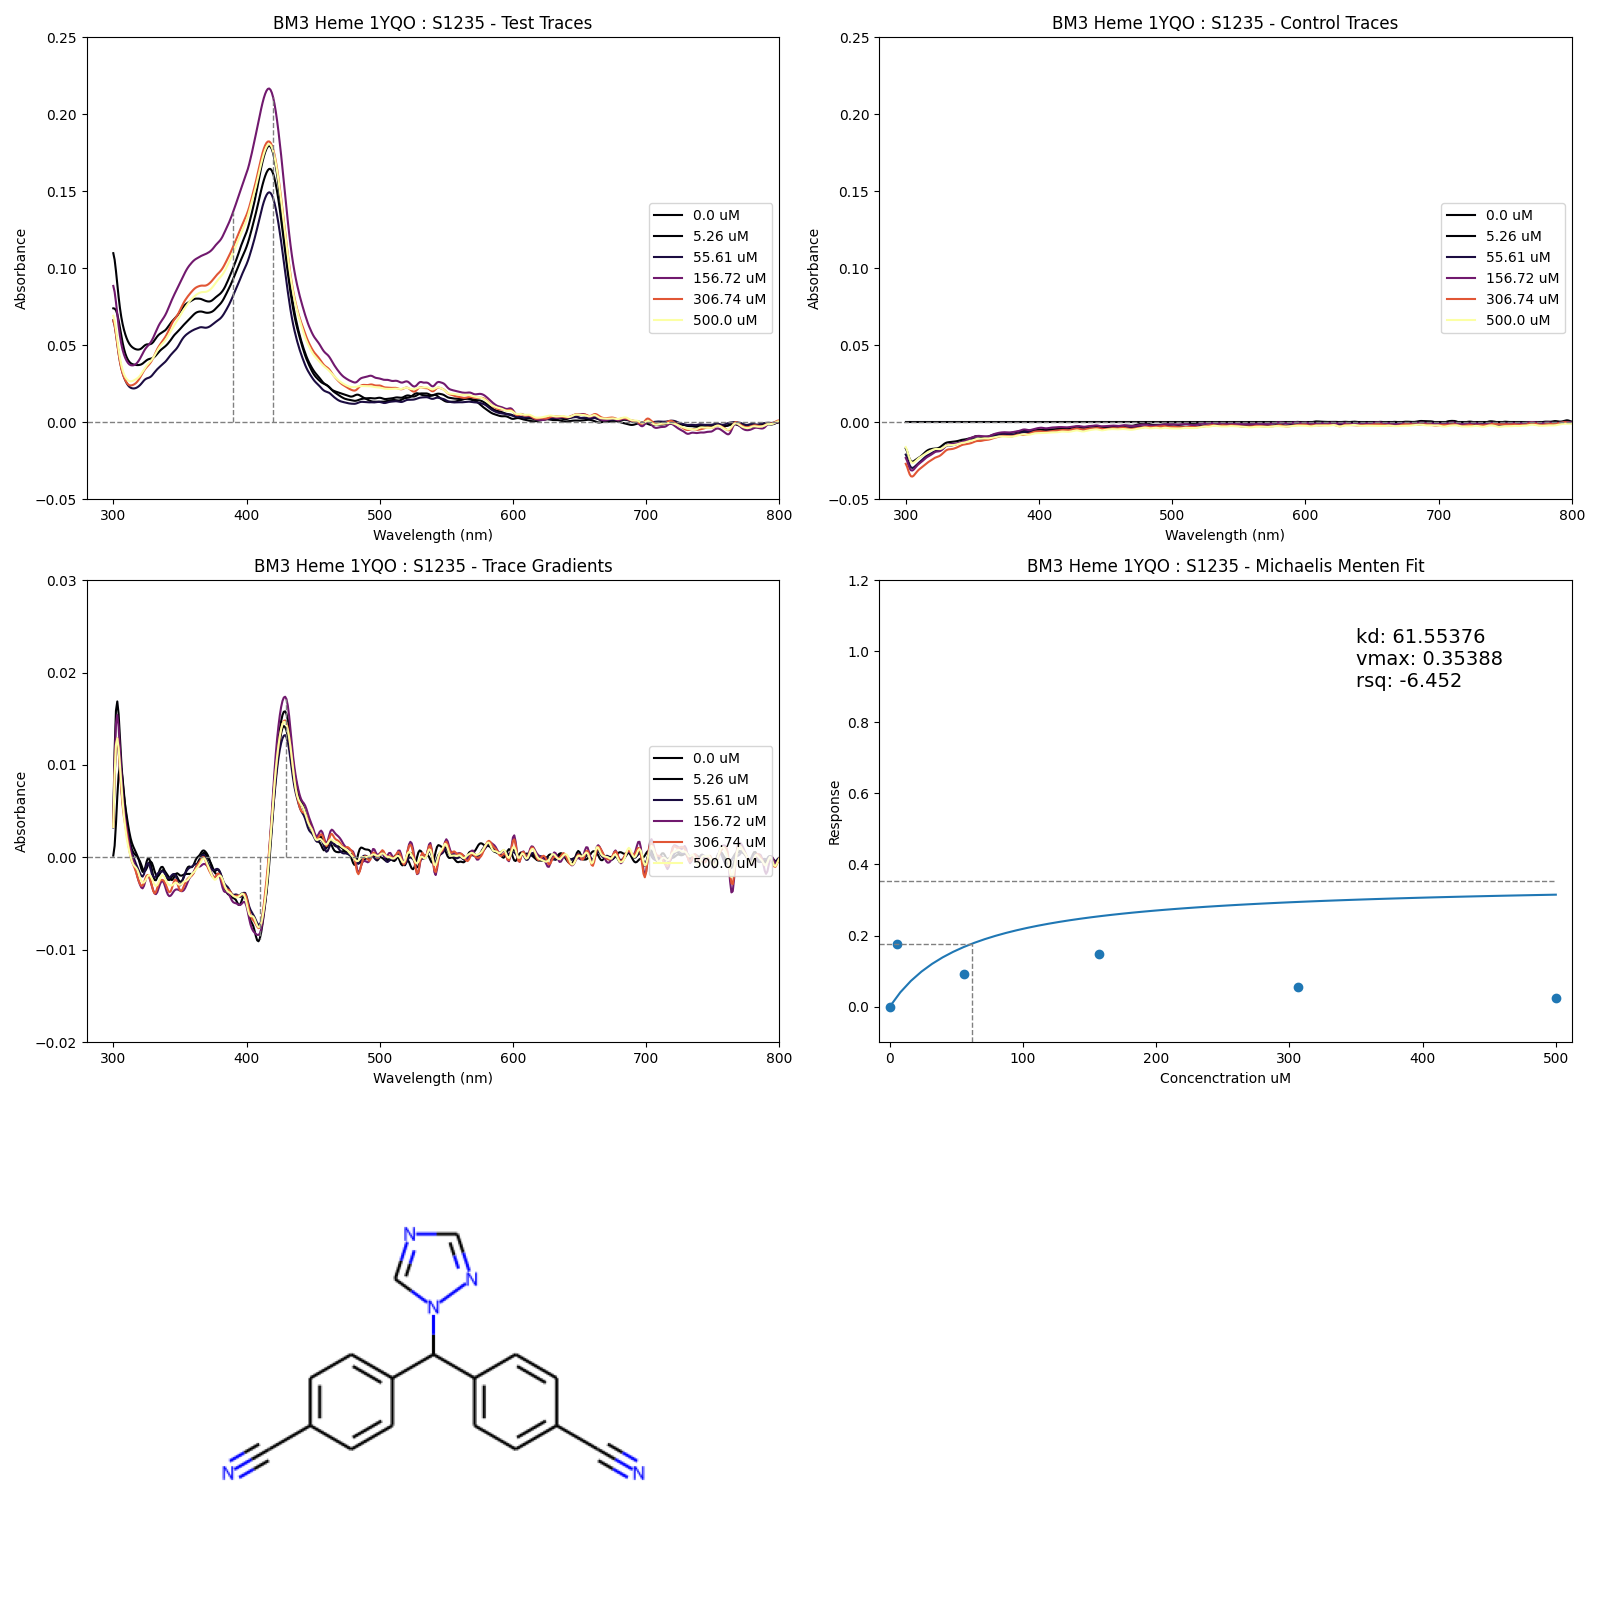 BM3 Heme 1YQO : S1235 - Test Traces
0.25
0.20
0.15
0.10
0.05
0.00
−0.05
Absorbance
300 400 500 600 700 800
Wavelength (nm)
0.0 uM
5.26 uM
55.61 uM
156.72 uM
306.74 uM
500.0 uM
BM3 Heme 1YQO : S1235 - Control Traces
0.25
0.20
0.15
0.10
0.05
0.00
−0.05
Absorbance
300 400 500 600 700 800
Wavelength (nm)
0.0 uM
5.26 uM
55.61 uM
156.72 uM
306.74 uM
500.0 uM
BM3 Heme 1YQO : S1235 - Trace Gradients
0.03
0.02
0.01
0.00
−0.01
−0.02
Absorbance
300 400 500 600 700 800
Wavelength (nm)
0.0 uM
5.26 uM
55.61 uM
156.72 uM
306.74 uM
500.0 uM
BM3 Heme 1YQO : S1235 - Michaelis Menten Fit
1.2
1.0
0.8
0.6
0.4
0.2
0.0
Response
kd: 61.55376
vmax: 0.35388
rsq: -6.452
0 100 200 300 400 500
Concenctration uM
N
N
N
N
N